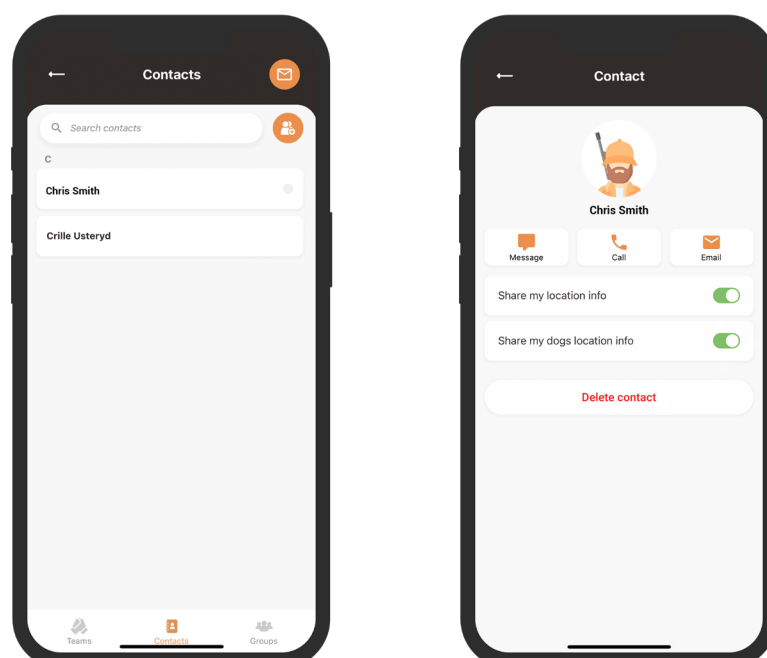 Contacts
Search contacts
C
Chris Smith
Crille Usteryd
Teams
Contacts
Groups
Contact
Chris Smith
Message
Call
Email
Share my location info
Share my dogs location info
Delete contact